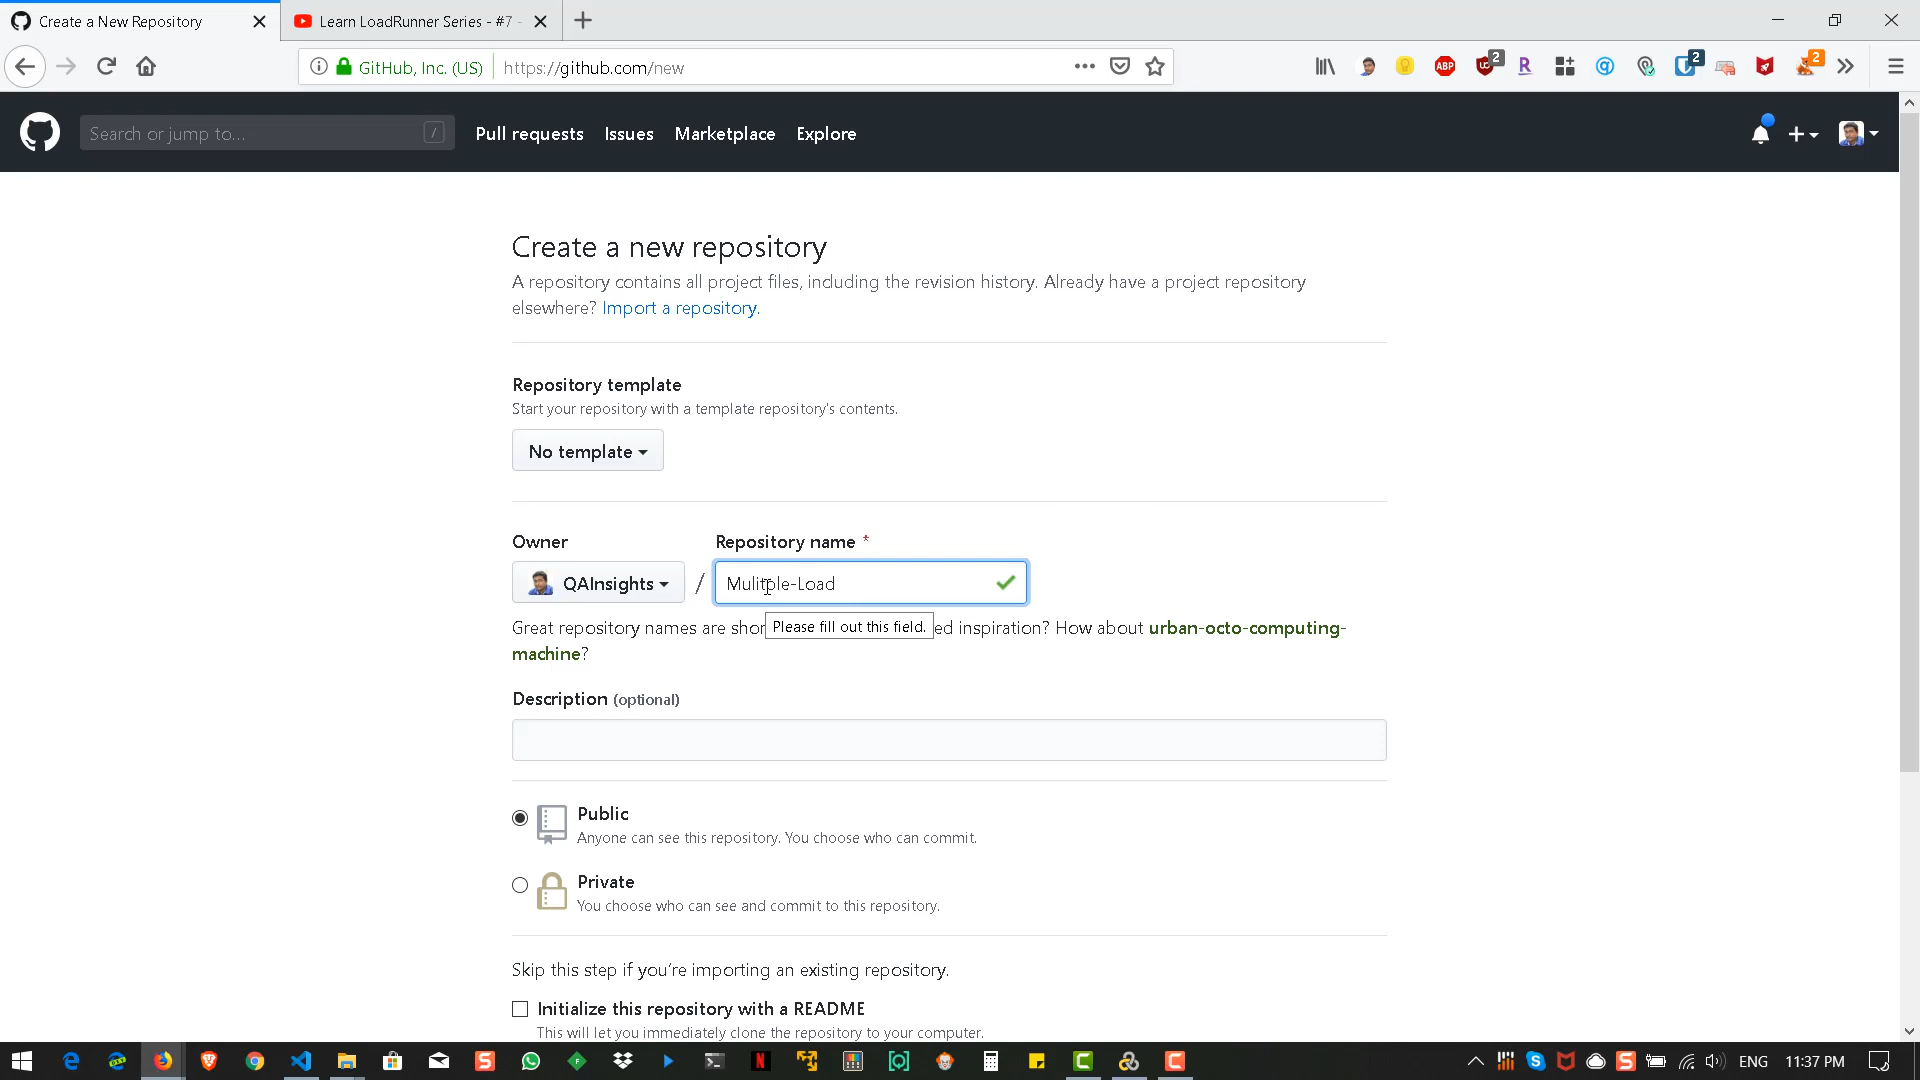 Create a New Repository
Learn LoadRunner Series - #7 -
GitHub, Inc. (US)
https://github.com/new
ABP
2
2
2
Search or jump to...
/
Pull requests
Issues
Marketplace
Explore
Create a new repository
A repository contains all project files, including the revision history. Already have a project repository
elsewhere? Import a repository.
Repository template
Start your repository with a template repository's contents.
No template
Owner
Repository name *
QAInsights
/
Mulitple-Load
Great repository names are shor
Please fill out this field.
ed inspiration? How about urban-octo-computing-
machine?
Description (optional)
Public
Anyone can see this repository. You choose who can commit.
Private
You choose who can see and commit to this repository.
Skip this step if you're importing an existing repository.
Initialize this repository with a README
This will let you immediately clone the repository to your computer.
ENG
11:37 PM